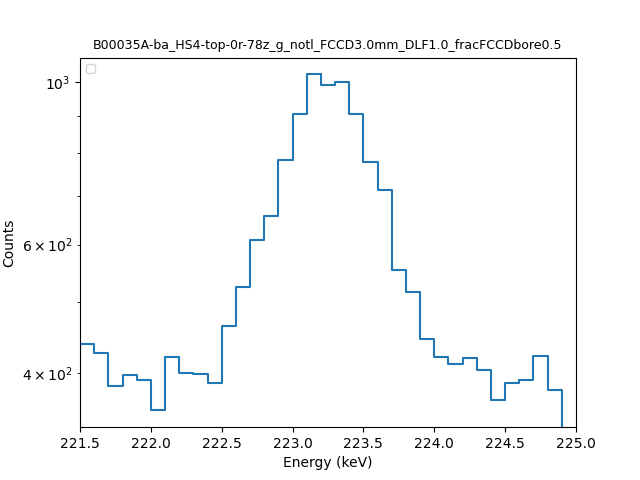 B00035A-ba_HS4-top-0r-78z_g_notl_FCCD3.0mm_DLF1.0_fracFCCDbore0.5
10³
6 × 10²
4 × 10²
Counts
221.5 222.0 222.5 223.0 223.5 224.0 224.5 225.0
Energy (keV)